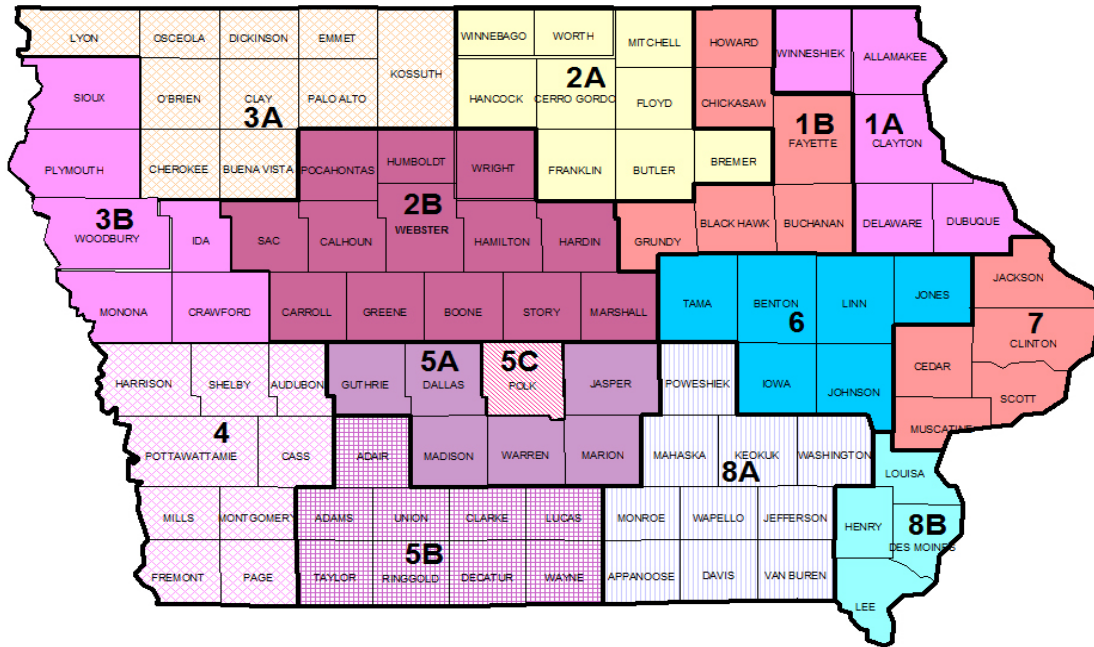 LYON OSCEOLA DICKINSON EMMET WINNEBAGO WORTH MITCHELL HOWARD WINNESHIEK ALLAMAKEE
KOSSUTH
SIOUX O'BRIEN CLAY PALO ALTO HANCOCK CERRO GORDO FLOYD CHICKASAW
3A 2A 1B 1A
FAYETTE CLAYTON
PLYMOUTH CHEROKEE BUENA VISTA POCAHONTAS HUMBOLDT WRIGHT FRANKLIN BUTLER BREMER
3B 2B
WOODBURY IDA SAC CALHOUN WEBSTER HAMILTON HARDIN GRUNDY BLACK HAWK BUCHANAN DELAWARE DUBUQUE
MONONA CRAWFORD CARROLL GREENE BOONE STORY MARSHALL TAMA BENTON LINN JONES JACKSON
6 7
CLINTON
5A 5C
HARRISON SHELBY AUDUBON GUTHRIE DALLAS POLK JASPER POWESHIEK IOWA JOHNSON CEDAR SCOTT
MUSCATINE
4
POTTAWATTAMIE CASS ADAIR MADISON WARREN MARION MAHASKA KEOKUK WASHINGTON LOUISA
8A
MILLS MONTGOMERY ADAMS UNION CLARKE LUCAS MONROE WAPELLO JEFFERSON HENRY
8B
DES MOINES
5B
FREMONT PAGE TAYLOR RINGGOLD DECATUR WAYNE APPANOOSE DAVIS VAN BUREN
LEE